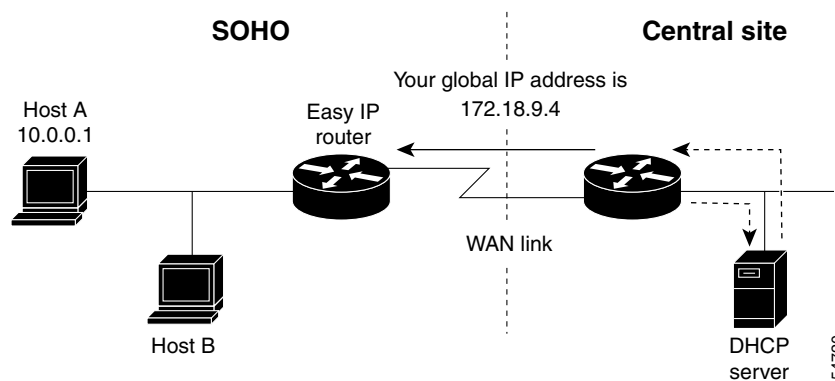 SOHO
Central site
Your global IP address is
172.18.9.4
Host A
10.0.0.1
Easy IP
router
WAN link
Host B
DHCP
server